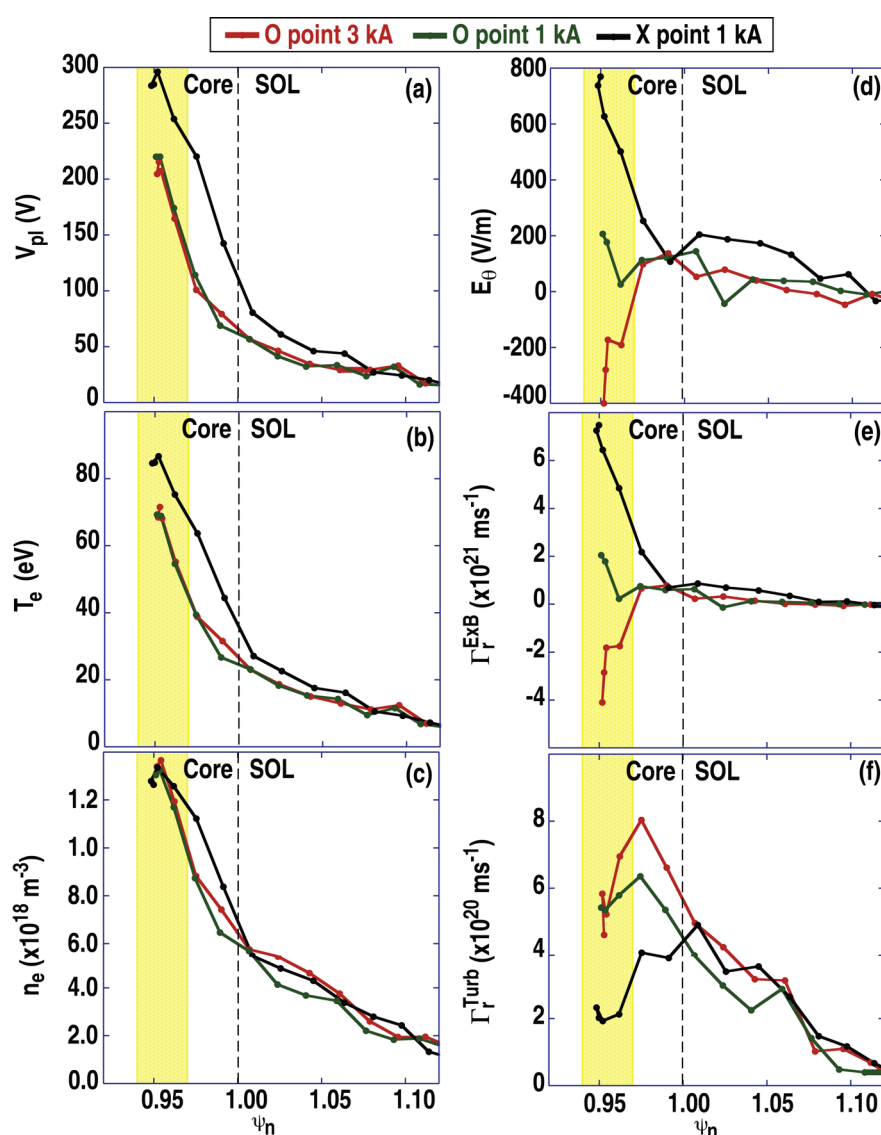 O point 3 kA O point 1 kA X point 1 kA
300
250
200
150
100
50
0
V_pl (V)
Core SOL
(a)
80
60
40
20
0
T_e (eV)
Core SOL
(b)
1.2
8.0
6.0
4.0
2.0
0.0
n_e (x10^18 m^-3)
Core SOL
(c)
0.95 1.00 1.05 1.10
ψ_n
800
600
400
200
0
-200
-400
E_θ (V/m)
Core SOL
(d)
6
4
2
0
-2
-4
Γ_r^ExB (x10^21 ms^-1)
Core SOL
(e)
8
6
4
2
0
Γ_r^Turb (x10^20 ms^-1)
Core SOL
(f)
0.95 1.00 1.05 1.10
ψ_n